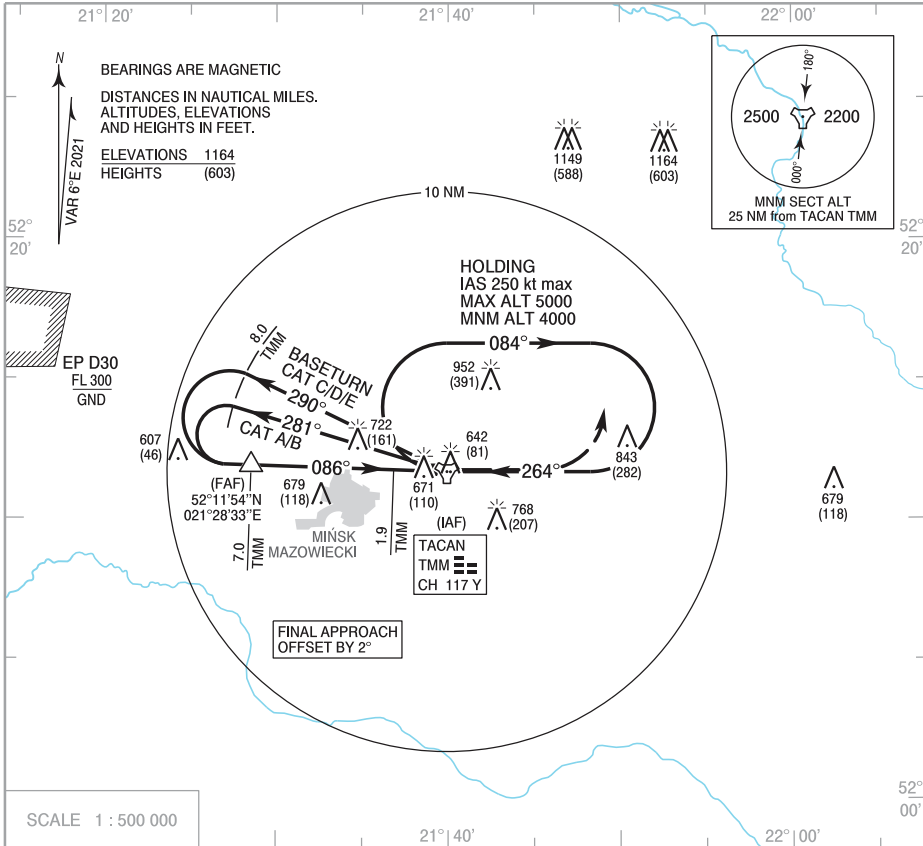 21°20'
21°40'
22°00'
N
VAR 6°E 2021
BEARINGS ARE MAGNETIC
DISTANCES IN NAUTICAL MILES.
ALTITUDES, ELEVATIONS
AND HEIGHTS IN FEET.
ELEVATIONS 1164
HEIGHTS (603)
1149
(588)
1164
(603)
180°
2500
2200
000°
MNM SECT ALT
25 NM from TACAN TMM
10 NM
52°
20'
52°
20'
HOLDING
IAS 250 kt max
MAX ALT 5000
MNM ALT 4000
EP D30
FL 300
GND
8.0
TMM
BASETURN
CAT C/D/E
084°
952
(391)
290°
281°
CAT A/B
722
(161)
642
(81)
607
(46)
843
(282)
086°
264°
(FAF)
52°11'54"N
021°28'33"E
679
(118)
671
(110)
679
(118)
768
(207)
MIŃSK
MAZOWIECKI
7.0
TMM
1.9
TMM
(IAF)
TACAN
TMM
CH 117 Y
FINAL APPROACH
OFFSET BY 2°
SCALE 1 : 500 000
52°
00'
21°40'
22°00'